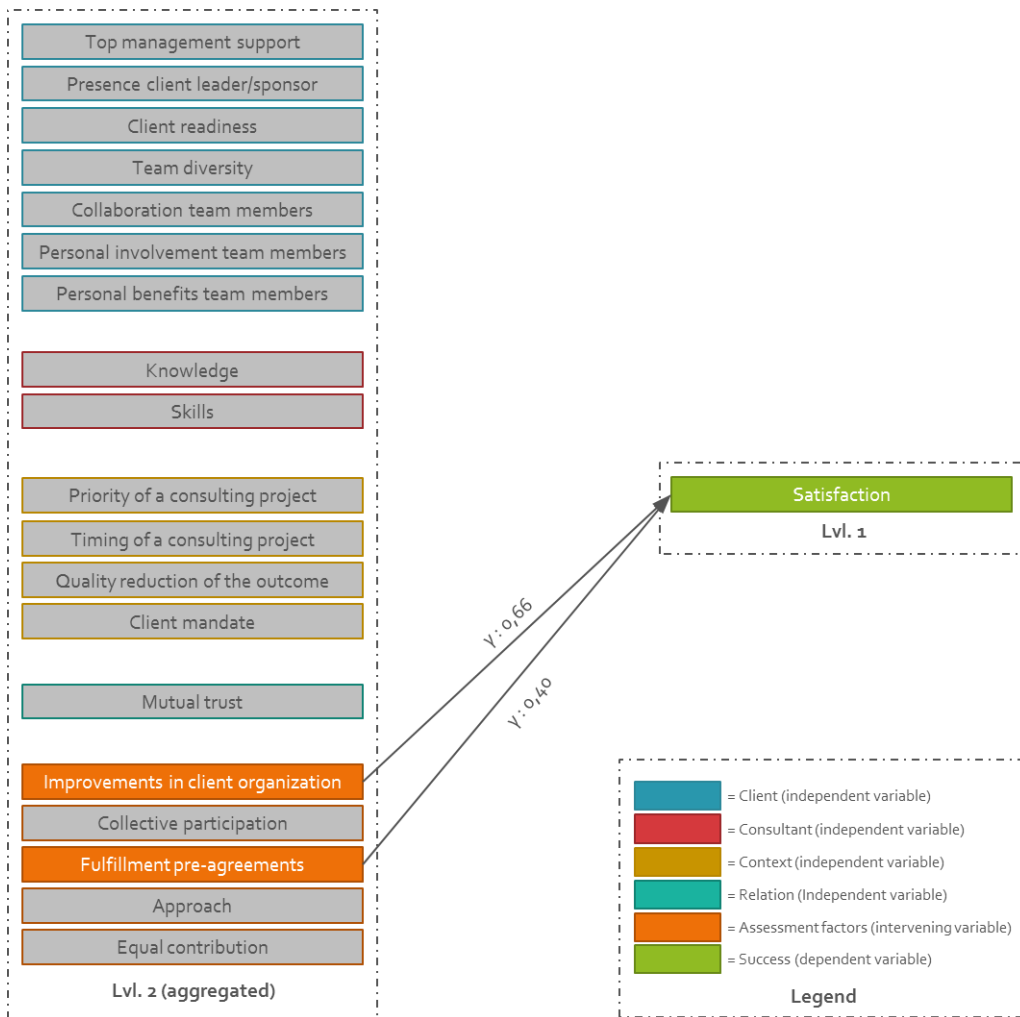 Top management support
Presence client leader/sponsor
Client readiness
Team diversity
Collaboration team members
Personal involvement team members
Personal benefits team members
Knowledge
Skills
Priority of a consulting project
Timing of a consulting project
Quality reduction of the outcome
Client mandate
Mutual trust
Improvements in client organization
Collective participation
Fulfillment pre-agreements
Approach
Equal contribution
Lvl. 2 (aggregated)
γ : 0,66
γ : 0,40
Satisfaction
Lvl. 1
= Client (independent variable)
= Consultant (independent variable)
= Context (independent variable)
= Relation (Independent variable)
= Assessment factors (intervening variable)
= Success (dependent variable)
Legend